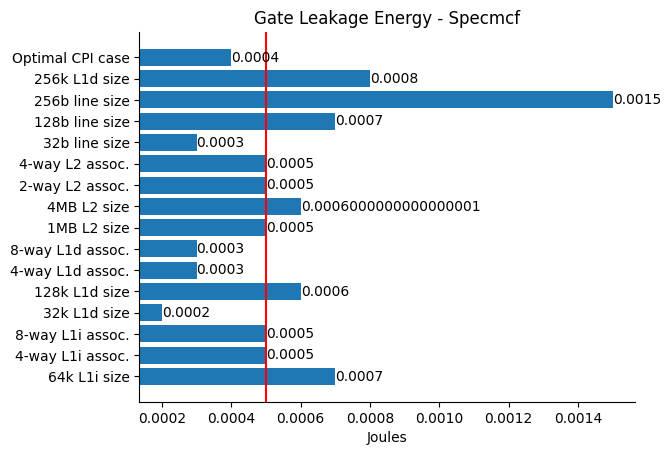 Gate Leakage Energy - Specmcf
Optimal CPI case 0.0004
256k L1d size 0.0008
256b line size 0.0015
128b line size 0.0007
32b line size 0.0003
4-way L2 assoc. 0.0005
2-way L2 assoc. 0.0005
4MB L2 size 0.0006000000000000001
1MB L2 size 0.0005
8-way L1d assoc. 0.0003
4-way L1d assoc. 0.0003
128k L1d size 0.0006
32k L1d size 0.0002
8-way L1i assoc. 0.0005
4-way L1i assoc. 0.0005
64k L1i size 0.0007
0.0002 0.0004 0.0006 0.0008 0.0010 0.0012 0.0014
Joules